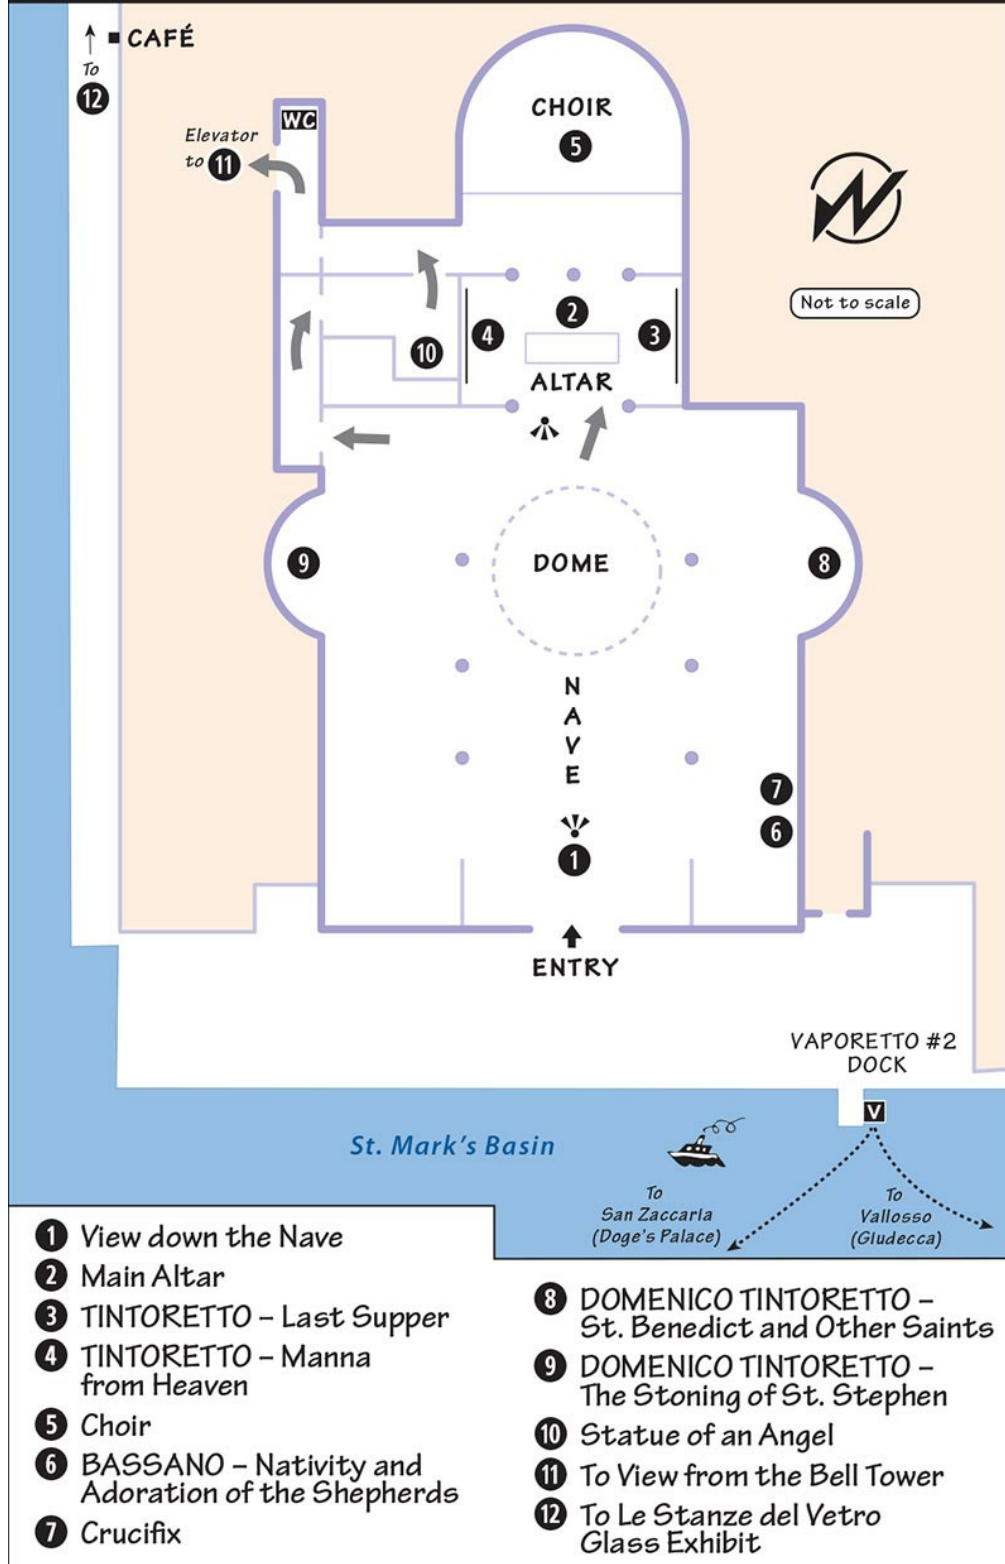 CAFÉ
To
12
WC
Elevator
to 11
CHOIR
5
N
Not to scale
4
2
3
10
ALTAR
9
DOME
8
NAVE
7
6
1
ENTRY
VAPORETTO #2
DOCK
V
St. Mark's Basin
To
San Zaccaria
(Doge's Palace)
To
Vallosso
(Giudecca)
1 View down the Nave
2 Main Altar
3 TINTORETTO – Last Supper
4 TINTORETTO – Manna
from Heaven
5 Choir
6 BASSANO – Nativity and
Adoration of the Shepherds
7 Crucifix
8 DOMENICO TINTORETTO –
St. Benedict and Other Saints
9 DOMENICO TINTORETTO –
The Stoning of St. Stephen
10 Statue of an Angel
11 To View from the Bell Tower
12 To Le Stanze del Vetro
Glass Exhibit